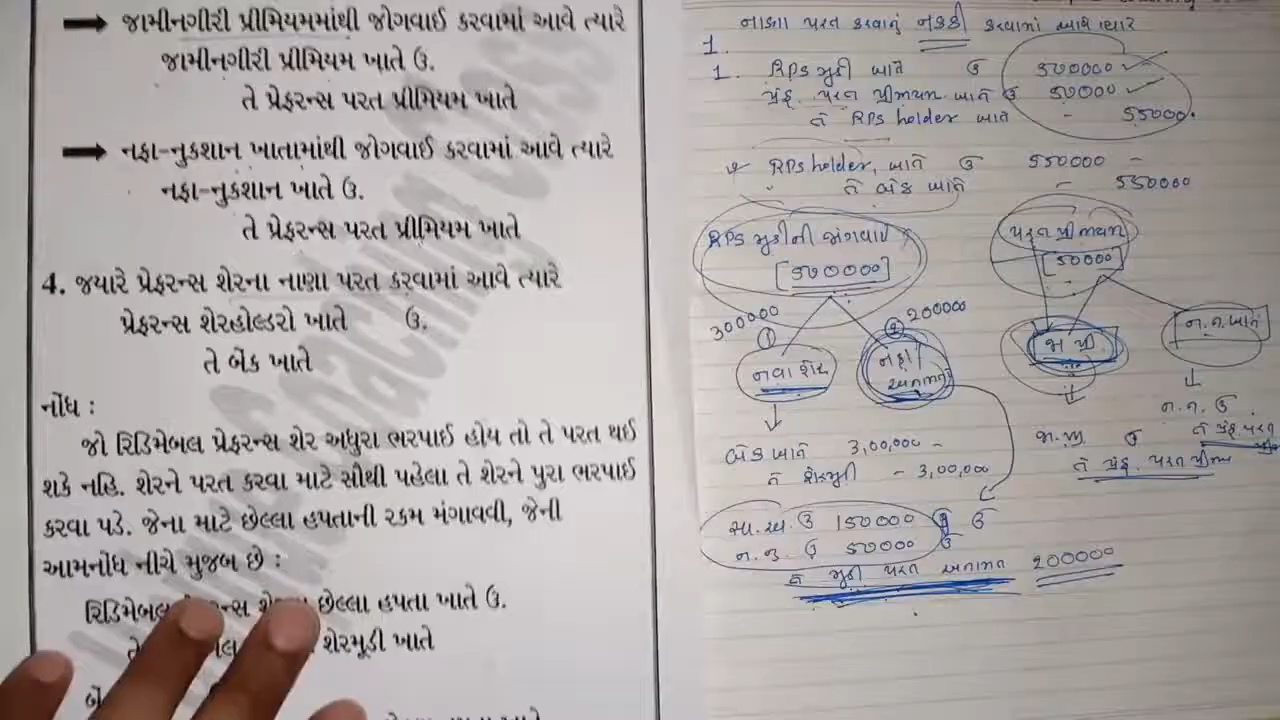 ➡ જામીનગીરી પ્રીમિયમમાંથી જોગવાઈ કરવામાં આવે ત્યારે
જામીનગીરી પ્રીમિયમ ખાતે ઉ.
તે પ્રેફરન્સ પરત પ્રીમિયમ ખાતે
➡ નફા-નુકશાન ખાતામાંથી જોગવાઈ કરવામાં આવે ત્યારે
નફા-નુકશાન ખાતે ઉ.
તે પ્રેફરન્સ પરત પ્રીમિયમ ખાતે
4. જયારે પ્રેફરન્સ શેરના નાણા પરત કરવામાં આવે ત્યારે
પ્રેફરન્સ શેરહોલ્ડરો ખાતે ઉ.
તે બેંક ખાતે
નોંધ :
જો રિડિમેબલ પ્રેફરન્સ શેર અધુરા ભરપાઈ હોય તો તે પરત થઈ
શકે નહિ. શેરને પરત કરવા માટે સૌથી પહેલા તે શેરને પુરા ભરપાઈ
કરવા પડે. જેના માટે છેલ્લા હપતાની રકમ મંગાવવી, જેની
આમનોંધ નીચે મુજબ છે :
રિડિમેબલ છેલ્લા હપતા ખાતે ઉ.
શેરમૂડી ખાતે
નાણા પરત કરવાનું નક્કી કરવામાં આવે ત્યારે
1.
1. RPS મુડી ખાતે ઉ 500000
પ્રેફ. પરત પ્રીમિયમ ખાતે ઉ 50000
તે RPS holder ખાતે - 550000
RPS holder, ખાતે ઉ 550000 -
તે બેંક ખાતે - 550000
RPS મુડીની જોગવાઈ
[500000]
પરત પ્રીમિયમ
[50000]
300000
① ② 200000
નવા શેર
નફા /
અનામત
જા પ્રી
ન.ન. ખાતે
બેંક ખાતે 3,00,000 -
તે શેરમુડી - 3,00,000
ન.ન. ઉ
તે પ્રેફ. પરત
ઉ
તે પ્રેફ. પરત પ્રીમિ
સા.અ. ઉ 150000 ઉ
ન.ન. ઉ 50000 ઉ
તે મુડી પરત અનામત 200000